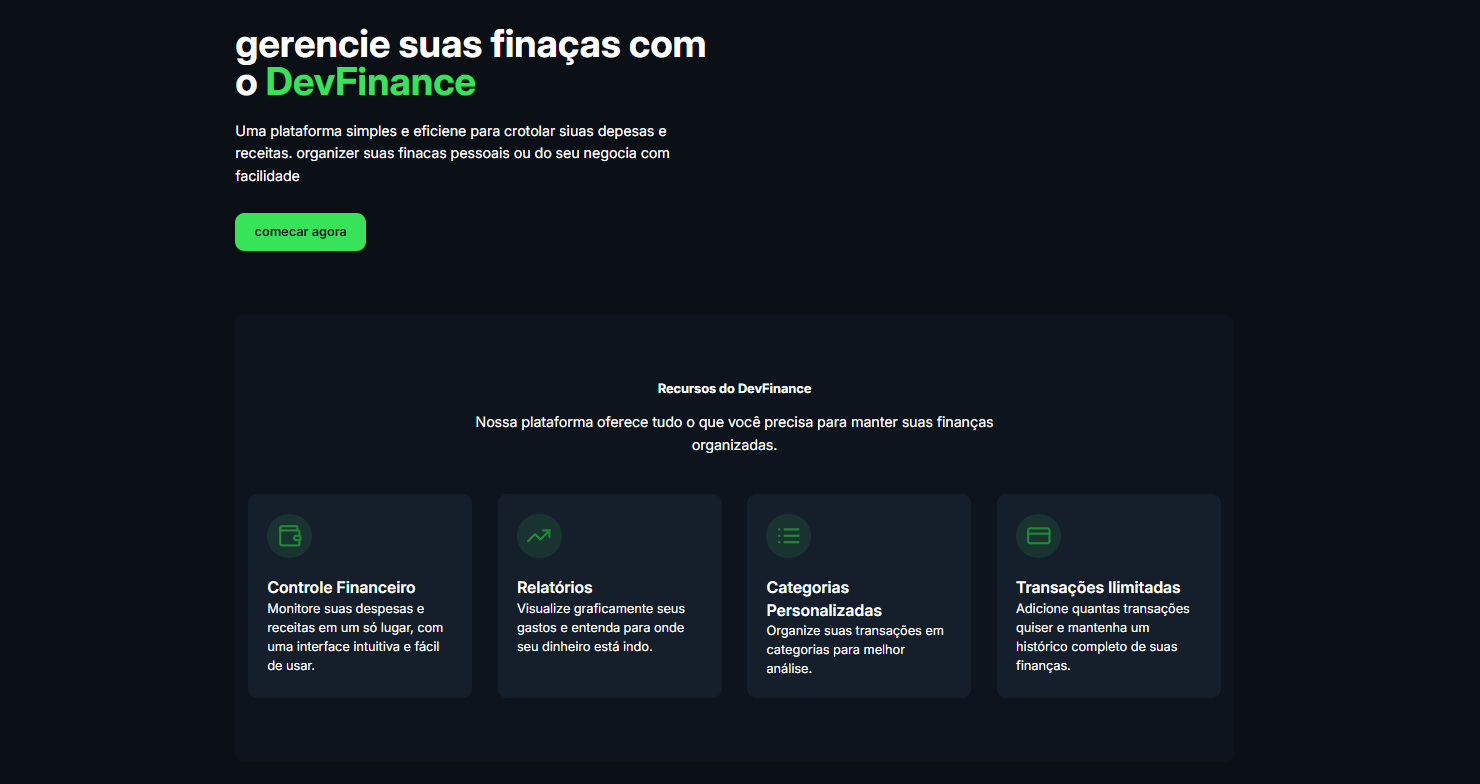 gerencie suas finaças com
o DevFinance
Uma plataforma simples e eficiene para crotolar siuas depesas e
receitas. organizer suas finacas pessoais ou do seu negocia com
facilidade
comecar agora
Recursos do DevFinance
Nossa plataforma oferece tudo o que você precisa para manter suas finanças
organizadas.
Controle Financeiro
Monitore suas despesas e
receitas em um só lugar, com
uma interface intuitiva e fácil
de usar.
Relatórios
Visualize graficamente seus
gastos e entenda para onde
seu dinheiro está indo.
Categorias
Personalizadas
Organize suas transações em
categorias para melhor
análise.
Transações Ilimitadas
Adicione quantas transações
quiser e mantenha um
histórico completo de suas
finanças.